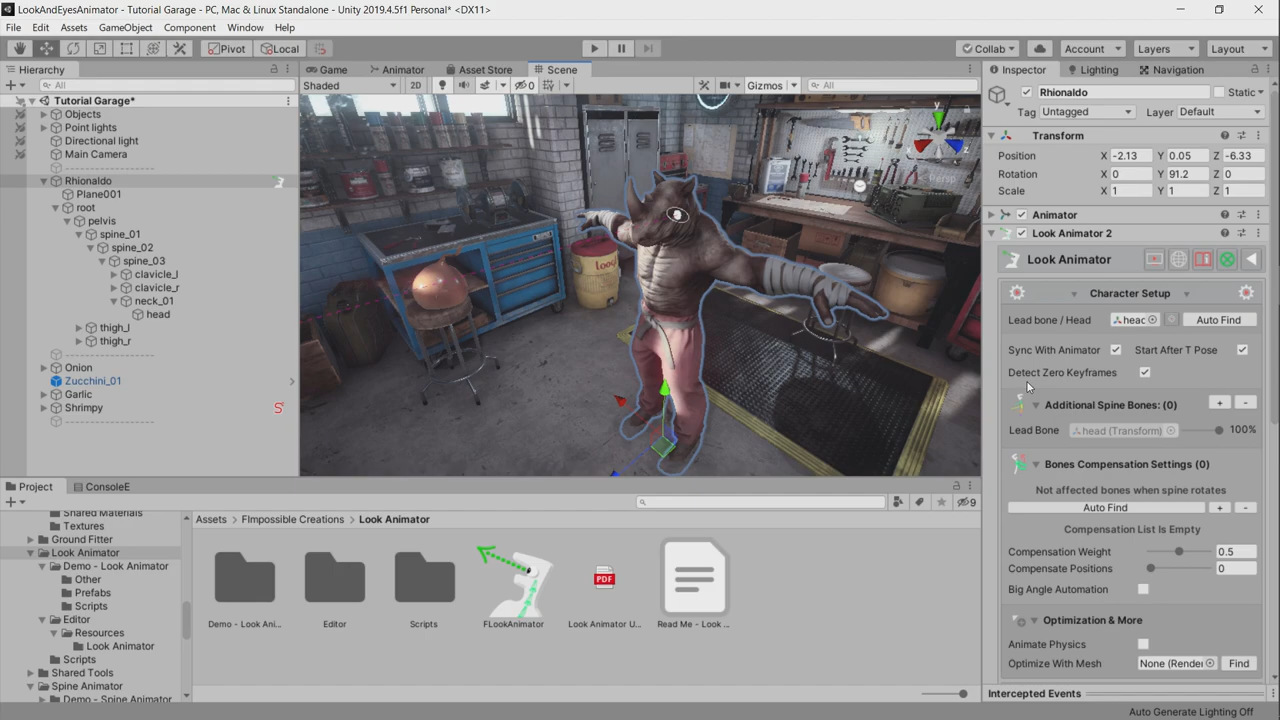 LookAndEyesAnimator - Tutorial Garage - PC, Mac & Linux Standalone - Unity 2019.4.5f1 Personal* <DX11>
File Edit Assets GameObject Component Window Help
Pivot Local Collab Account Layers Layout
Hierarchy
All
Tutorial Garage*
Objects
Point lights
Directional light
Main Camera
Rhionaldo
Plane001
root
pelvis
spine_01
spine_02
spine_03
clavicle_l
clavicle_r
neck_01
head
thigh_l
thigh_r
Onion
Zucchini_01
Garlic
Shrimpy
S
Game Animator Asset Store Scene
Shaded 2D 0 Gizmos All
y
x
z
Persp
Look
Inspector Lighting Navigation
Rhionaldo Static
Tag Untagged Layer Default
Transform
Position X -2.13 Y 0.05 Z -6.33
Rotation X 0 Y 91.2 Z 0
Scale X 1 Y 1 Z 1
Animator
Look Animator 2
Look Animator
Character Setup
Lead bone / Head head Auto Find
Sync With Animator Start After T Pose
Detect Zero Keyframes
Additional Spine Bones: (0) + -
Lead Bone head (Transform) 100%
Bones Compensation Settings (0)
Not affected bones when spine rotates
Auto Find + -
Compensation List Is Empty
Compensation Weight 0.5
Compensate Positions 0
Big Angle Automation
Optimization & More
Animate Physics
Optimize With Mesh None (Render Find
Intercepted Events
Auto Generate Lighting Off
Project ConsoleE
9
Shared Materials
Textures
Ground Fitter
Look Animator
Demo - Look Animator
Other
Prefabs
Scripts
Editor
Resources
Look Animator
Scripts
Shared Tools
Spine Animator
Demo - Spine Animator
Assets > FImpossible Creations > Look Animator
PDF
Demo - Look Ani... Editor Scripts FLookAnimator Look Animator U... Read Me - Look ...